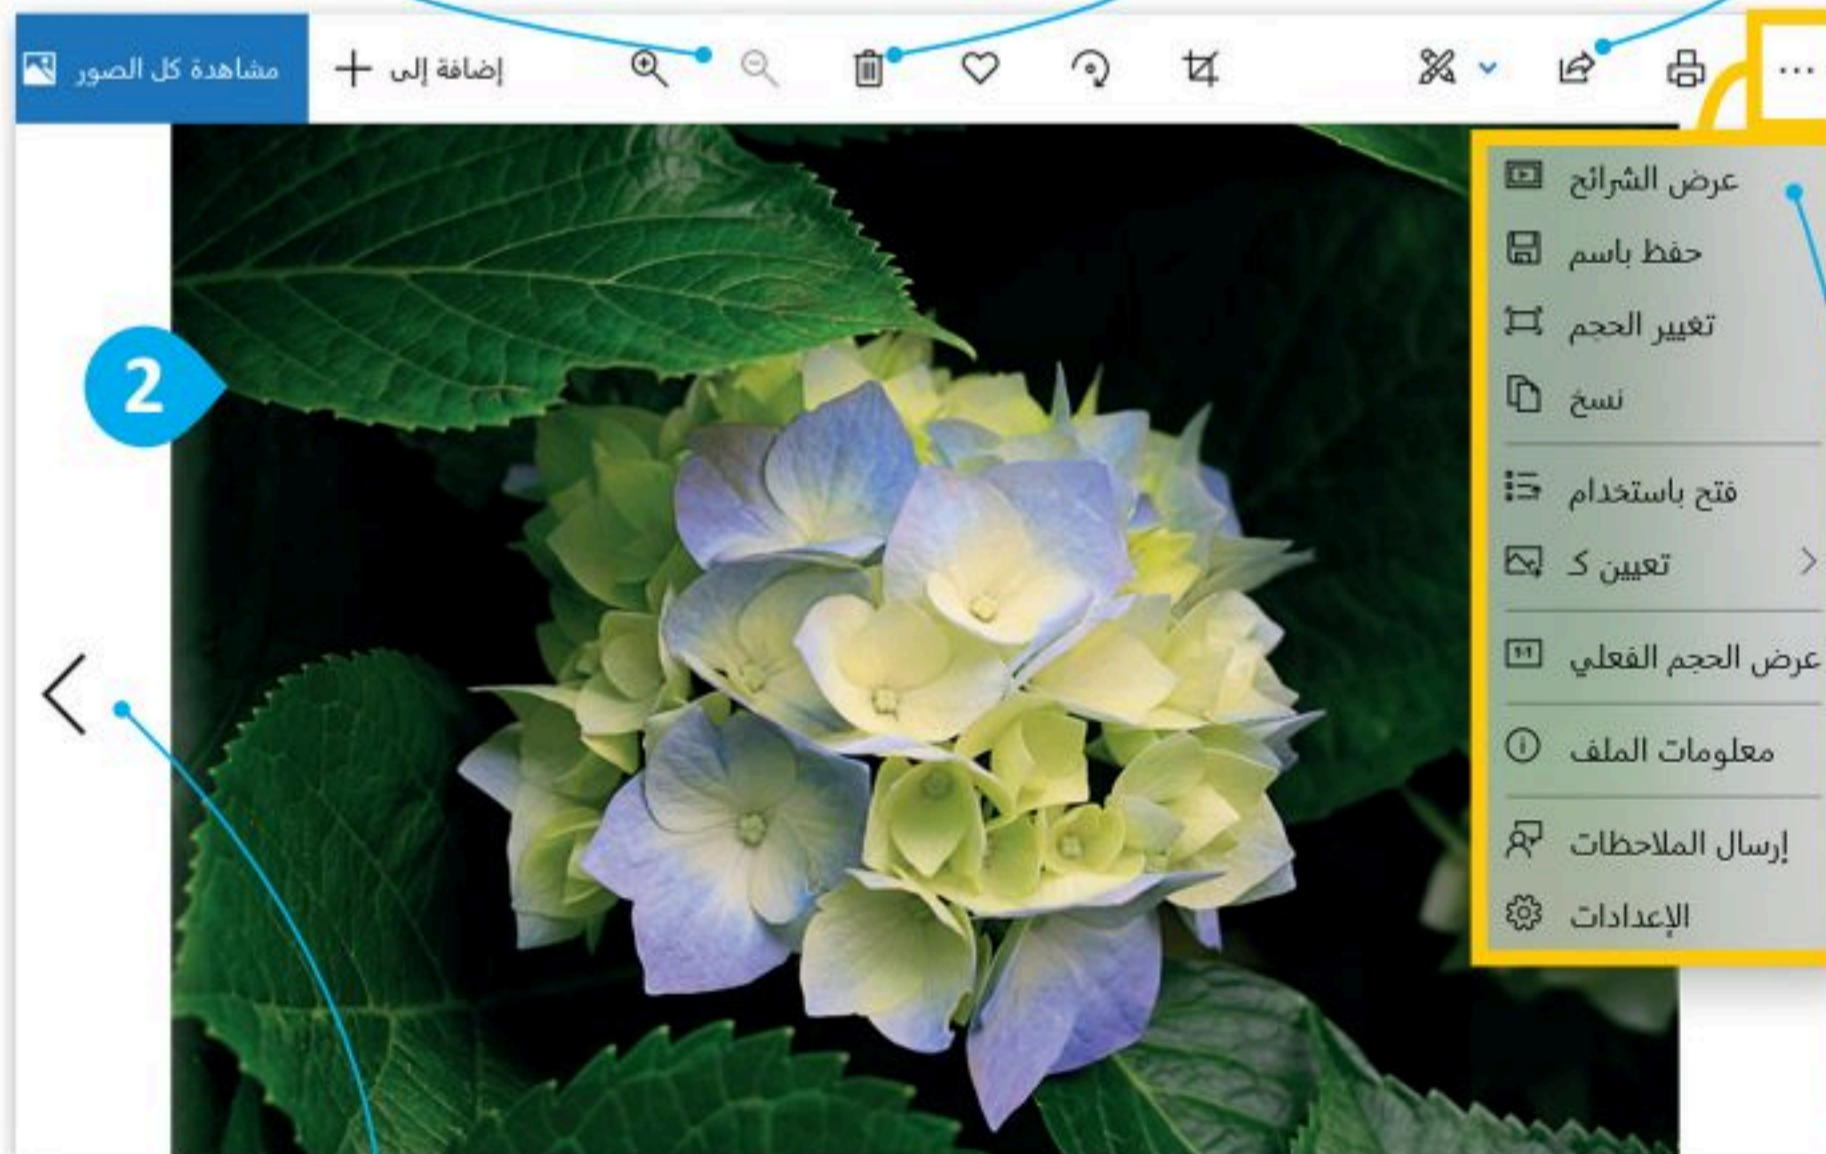 مشاهدة كل الصور
إضافة إلى
...
2
عرض الشرائح
حفظ باسم
تغيير الحجم
نسخ
فتح باستخدام
تعيين ك
عرض الحجم الفعلي
معلومات الملف
إرسال الملاحظات
الإعدادات